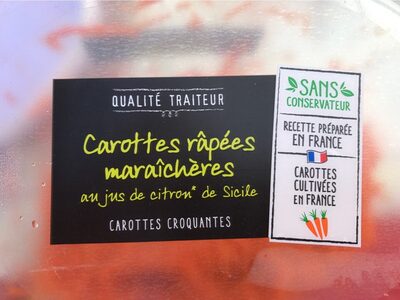 QUALITÉ TRAITEUR
Carottes râpées
maraîchères
au jus de citron* de Sicile
CAROTTES CROQUANTES
SANS
CONSERVATEUR
RECETTE PRÉPARÉE
EN FRANCE
CAROTTES
CULTIVÉES
EN FRANCE